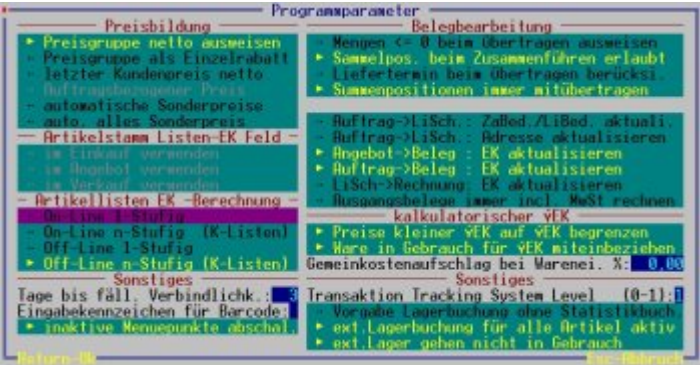 Programmparameter
Preisbildung
► Preisgruppe netto ausweisen
- Preisgruppe als Einzelrabatt
- letzter Kundenpreis netto
- Auftragsbezogener Preis
- automatische Sonderpreise
- auto. alles Sonderpreis
Artikelstamm Listen-EK Feld
- im Einkauf verwenden
- im Angebot verwenden
- im Verkauf verwenden
Artikellisten EK -Berechnung
- On-Line 1-Stufig
- On-Line n-Stufig (K-Listen)
- Off-Line 1-Stufig
► Off-Line n-Stufig (K-Listen)
Sonstiges
Tage bis fäll. Verbindlichk.: 3
Eingabekennzeichen für Barcode:
► inaktive Menuepunkte abschal.
Belegbearbeitung
- Mengen <= 0 beim Übertragen ausweisen
► Sammelpos. beim Zusammenführen erlaubt
- Liefertermin beim Übertragen berücksi.
► Summenpositionen immer mitübertragen
- Auftrag->LiSch.: ZaBed./LiBed. aktuali.
- Auftrag->LiSch.: Adresse aktualisieren
► Angebot->Beleg : EK aktualisieren
► Auftrag->Beleg : EK aktualisieren
- LiSch->Rechnung: EK aktualisieren
- Ausgangsbelege immer incl. MwSt rechnen
kalkulatorischer ÿEK
► Preise kleiner ÿEK auf ÿEK begrenzen
► Ware in Gebrauch für ÿEK miteinbeziehen
Gemeinkostenaufschlag bei Warenei. %: 0,00
Sonstiges
Transaktion Tracking System Level (0-1):1
- Vorgabe Lagerbuchung ohne Statistikbuch.
► ext.Lagerbuchung für alle Artikel aktiv
► ext.Lager gehen nicht in Gebrauch
Return-Ok
Esc-Abbruch